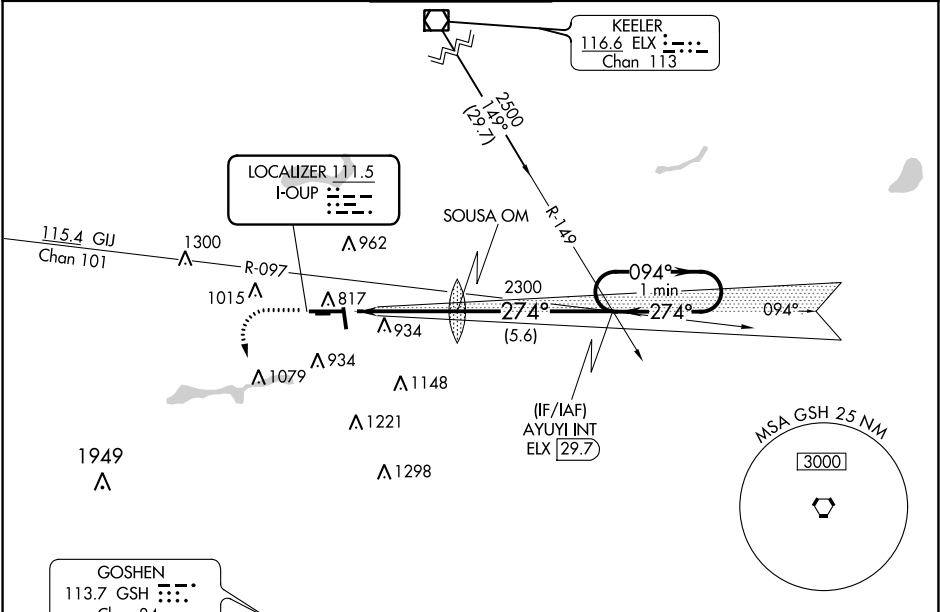 KEELER
116.6 ELX
Chan 113
2500
149°
(29.7)
LOCALIZER 111.5
I-OUP
SOUSA OM
R-149
115.4 GIJ
Chan 101
1300
962
R-097
1015
817
2300
094°
1 min
274°
274°
094°
934
(5.6)
934
1079
1148
(IF/IAF)
AYUYI INT
ELX 29.7
1221
1298
1949
MSA GSH 25 NM
3000
GOSHEN
113.7 GSH